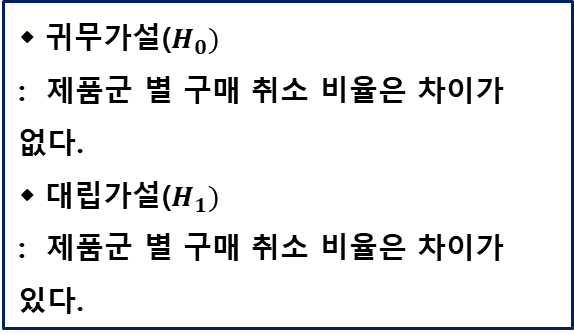 ◆ 귀무가설(H₀)
: 제품군 별 구매 취소 비율은 차이가
없다.
◆ 대립가설(H₁)
: 제품군 별 구매 취소 비율은 차이가
있다.